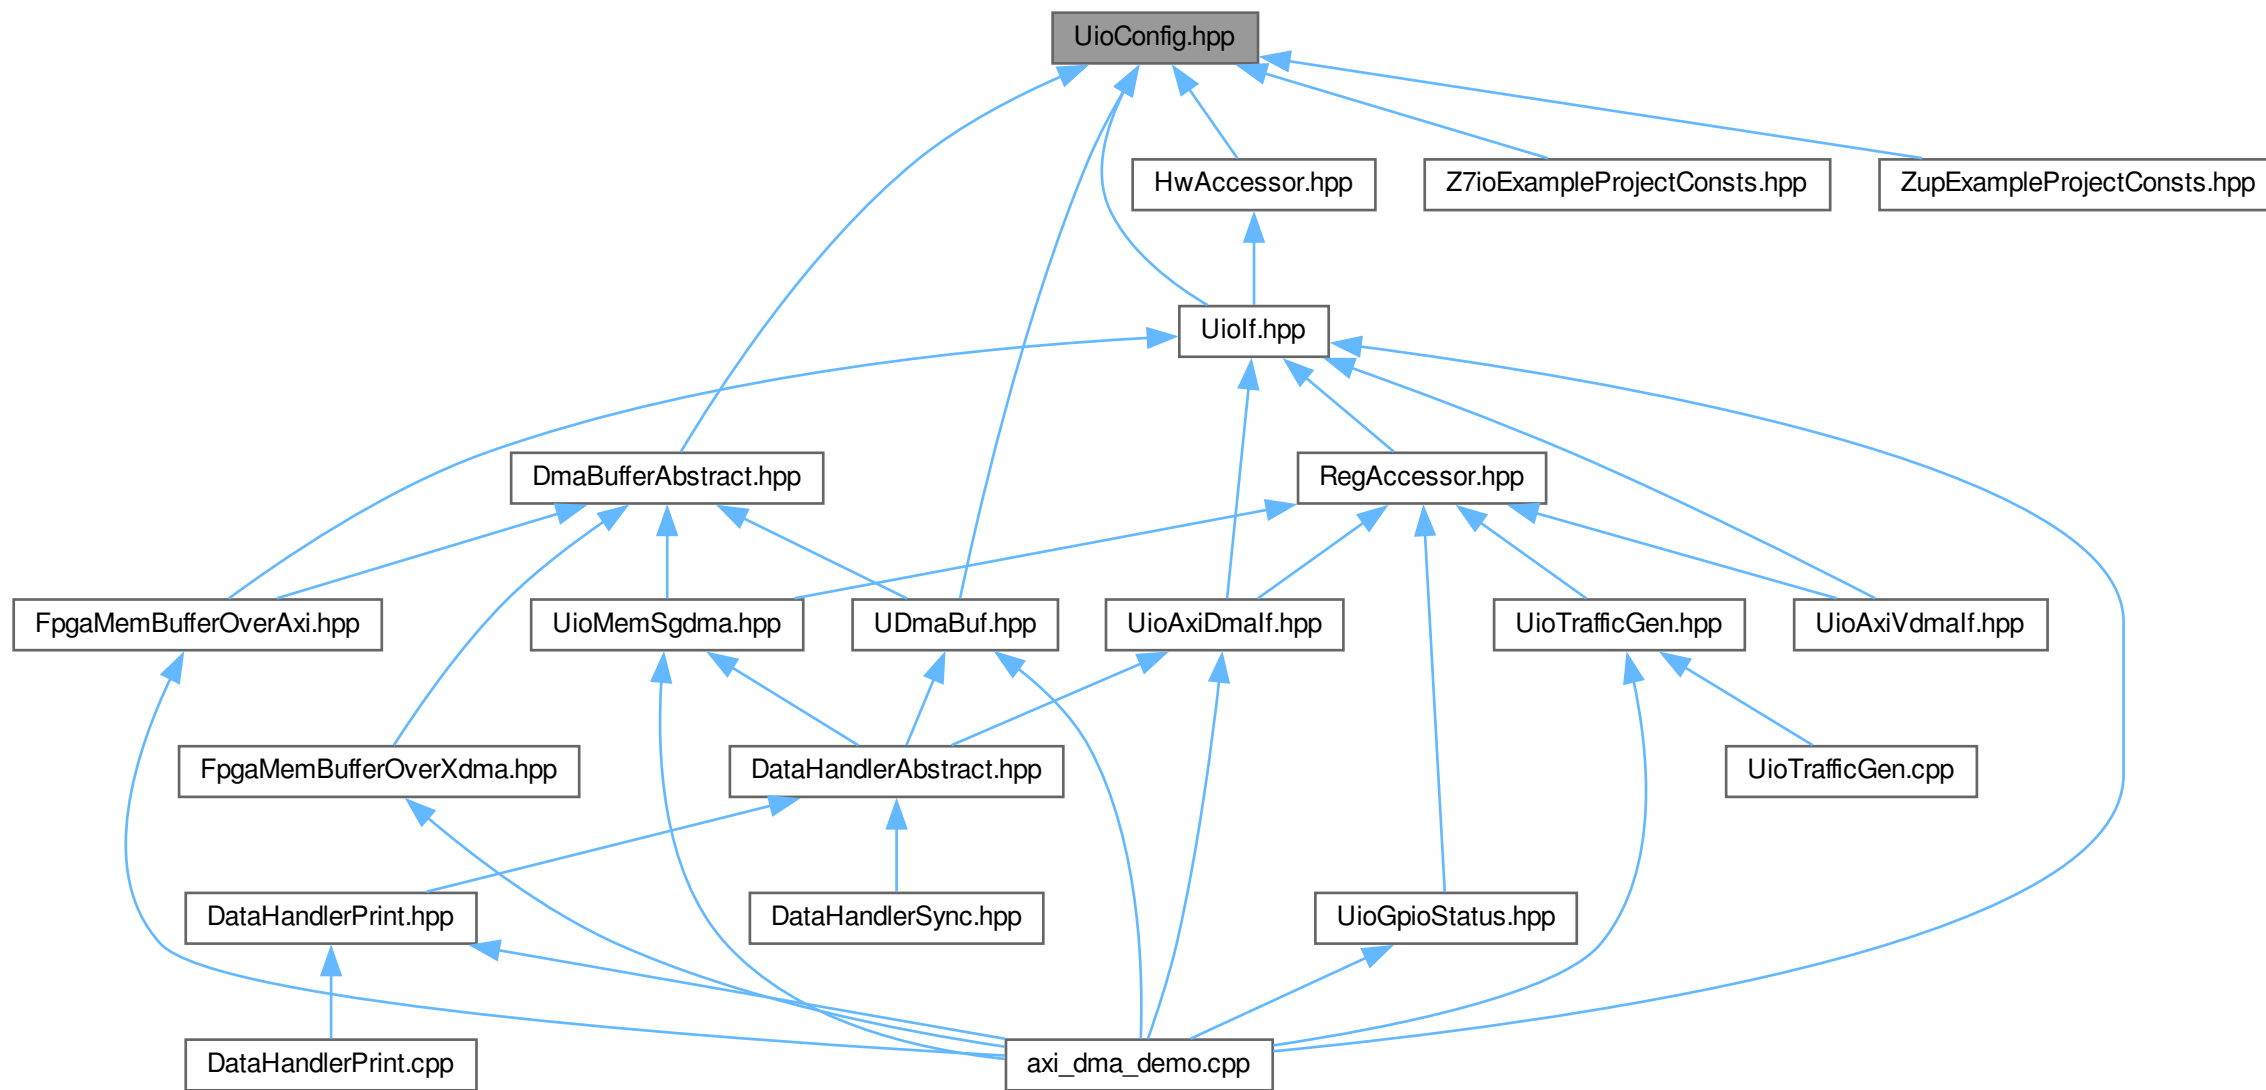 UioConfig.hpp
HwAccessor.hpp
Z7ioExampleProjectConsts.hpp
ZupExampleProjectConsts.hpp
UioIf.hpp
DmaBufferAbstract.hpp
RegAccessor.hpp
FpgaMemBufferOverAxi.hpp
UioMemSgdma.hpp
UDmaBuf.hpp
UioAxiDmaIf.hpp
UioTrafficGen.hpp
UioAxiVdmaIf.hpp
FpgaMemBufferOverXdma.hpp
DataHandlerAbstract.hpp
UioTrafficGen.cpp
DataHandlerPrint.hpp
DataHandlerSync.hpp
UioGpioStatus.hpp
DataHandlerPrint.cpp
axi_dma_demo.cpp